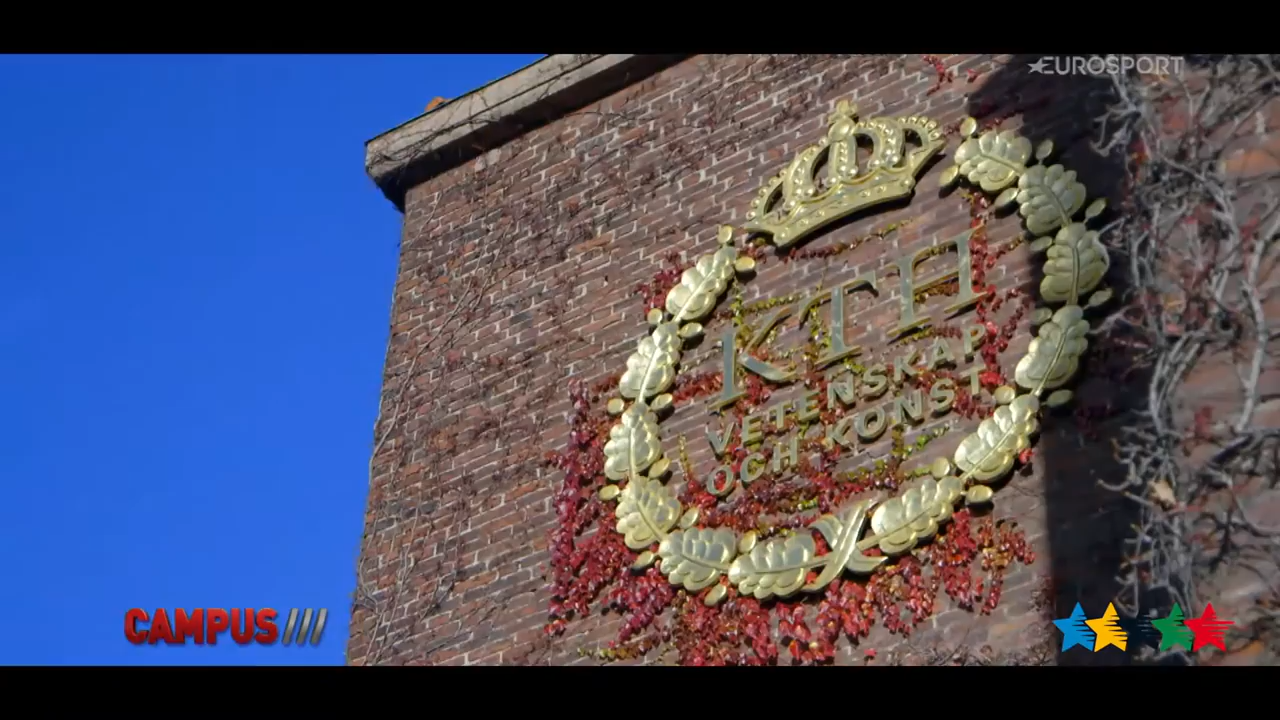 EUROSPORT
KTH
VETENSKAP
OCH KONST
CAMPUS///